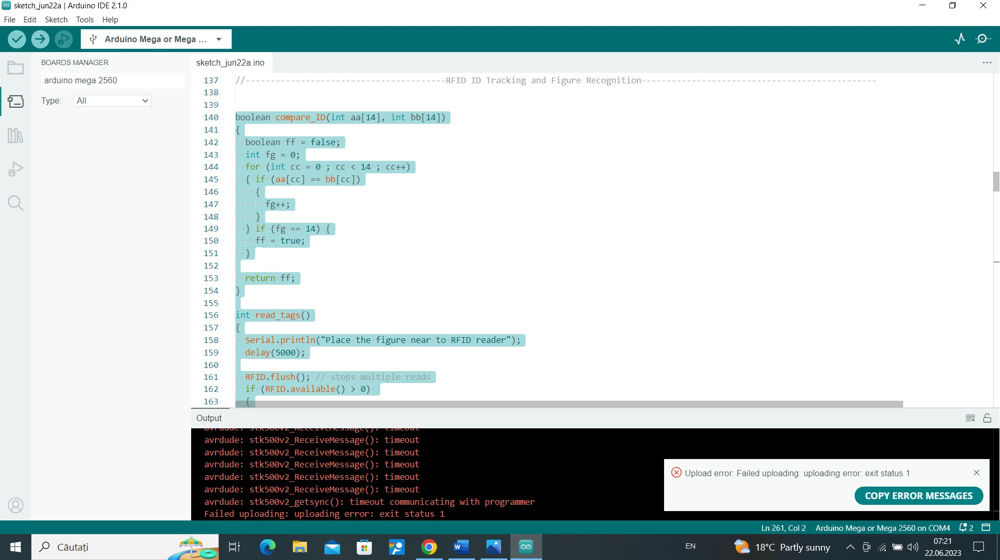 sketch_jun22a | Arduino IDE 2.1.0
File Edit Sketch Tools Help
Arduino Mega or Mega ...
BOARDS MANAGER
arduino mega 2560
Type: All
sketch_jun22a.ino
137 //----------------------------------------RFID ID Tracking and Figure Recognition-----------------------------------------------
138
139
140 boolean compare_ID(int aa[14], int bb[14])
141 {
142 boolean ff = false;
143 int fg = 0;
144 for (int cc = 0 ; cc < 14 ; cc++)
145 { if (aa[cc] == bb[cc])
146 {
147 fg++;
148 }
149 } if (fg == 14) {
150 ff = true;
151 }
152
153 return ff;
154 }
155
156 int read_tags()
157 {
158 Serial.println("Place the figure near to RFID reader");
159 delay(5000);
160
161 RFID.flush(); // stops multiple reads
162 if (RFID.available() > 0)
163 {
Output
avrdude: stk500v2_ReceiveMessage(): timeout
avrdude: stk500v2_ReceiveMessage(): timeout
avrdude: stk500v2_ReceiveMessage(): timeout
avrdude: stk500v2_ReceiveMessage(): timeout
avrdude: stk500v2_ReceiveMessage(): timeout
avrdude: stk500v2_ReceiveMessage(): timeout
avrdude: stk500v2_getsync(): timeout communicating with programmer
Failed uploading: uploading error: exit status 1
Upload error: Failed uploading: uploading error: exit status 1
COPY ERROR MESSAGES
Ln 261, Col 2 Arduino Mega or Mega 2560 on COM4 2
Căutați
EN
18°C Partly sunny
07:21
22.06.2023